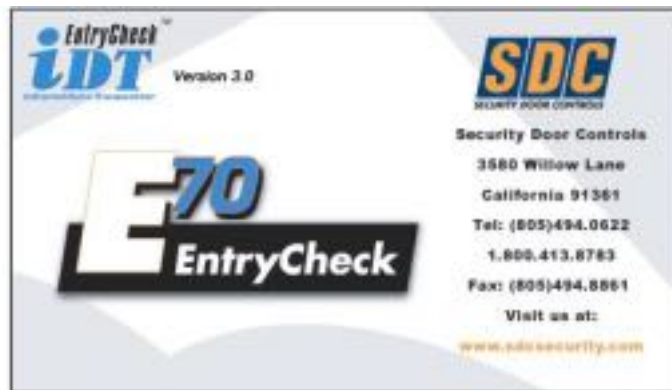 EntryCheck™
iDT
Version 3.0
E70
EntryCheck
SDC
SECURITY DOOR CONTROLS
Security Door Controls
3580 Willow Lane
California 91361
Tel: (805)494.0622
1.800.413.8783
Fax: (805)494.8861
Visit us at:
www.sdcsecurity.com